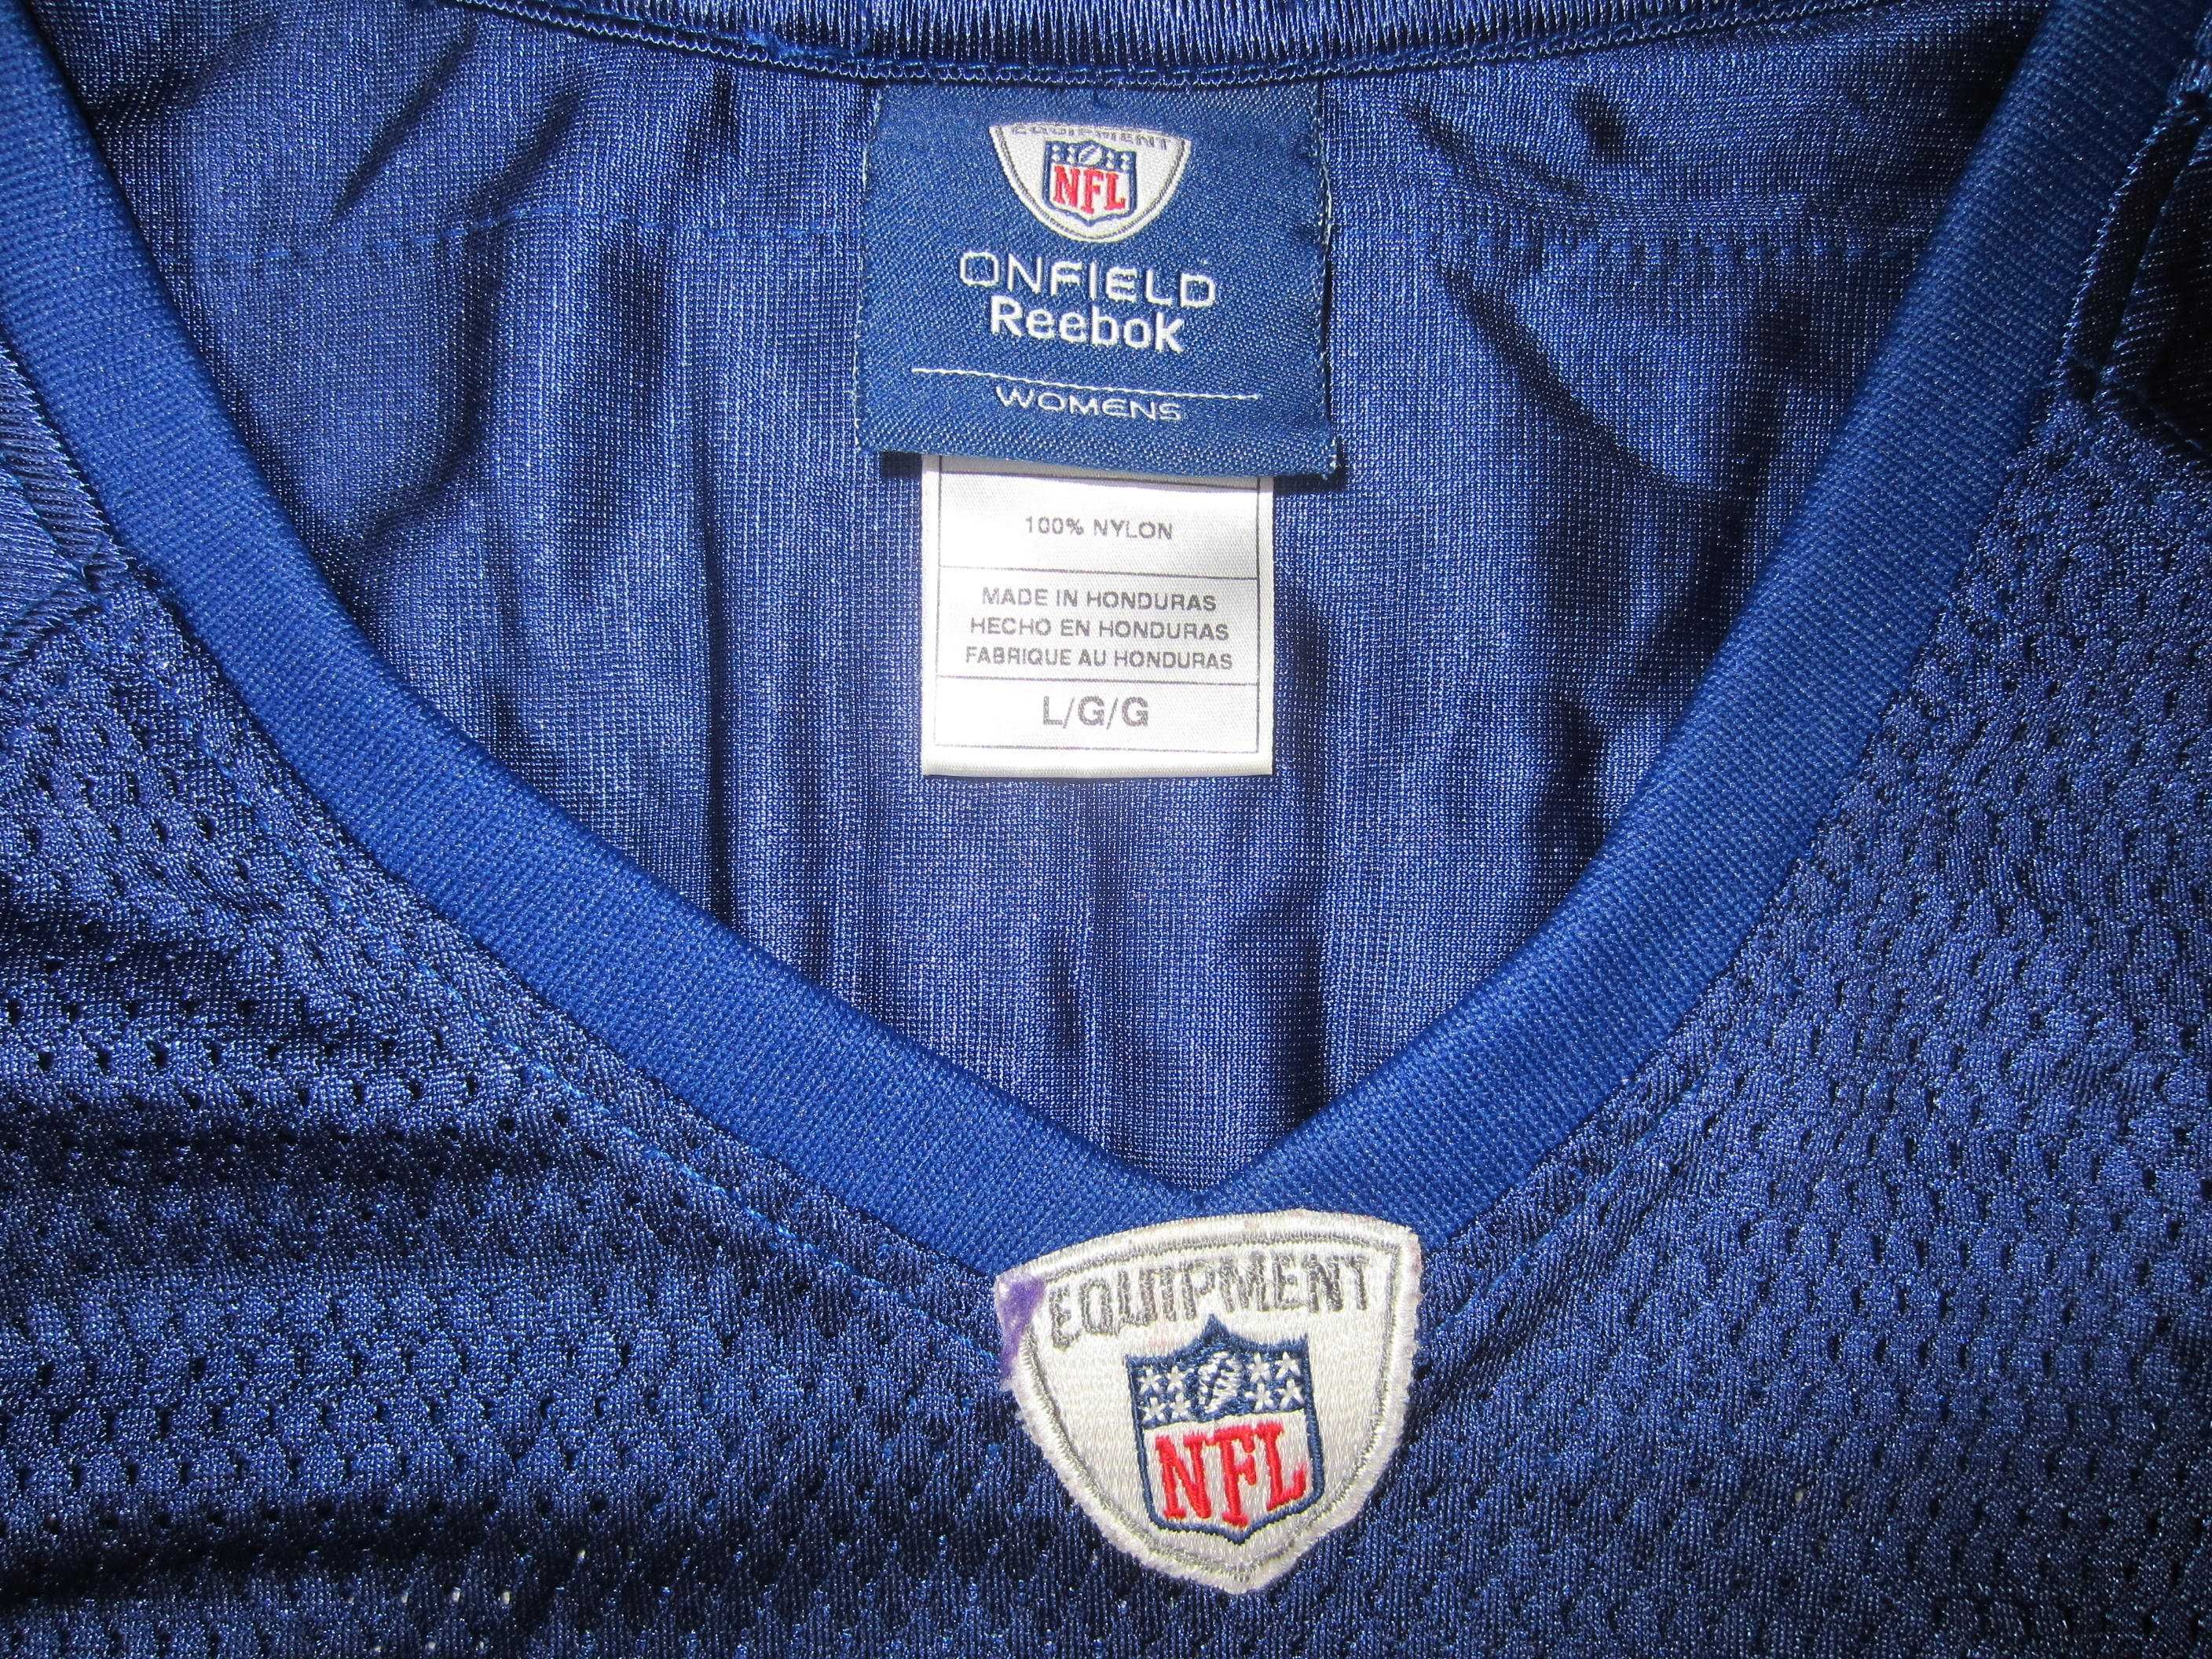 EQUIPMENT
NFL
ONFIELD
Reebok
WOMENS
100% NYLON
MADE IN HONDURAS
HECHO EN HONDURAS
FABRIQUE AU HONDURAS
L/G/G
EQUIPMENT
NFL